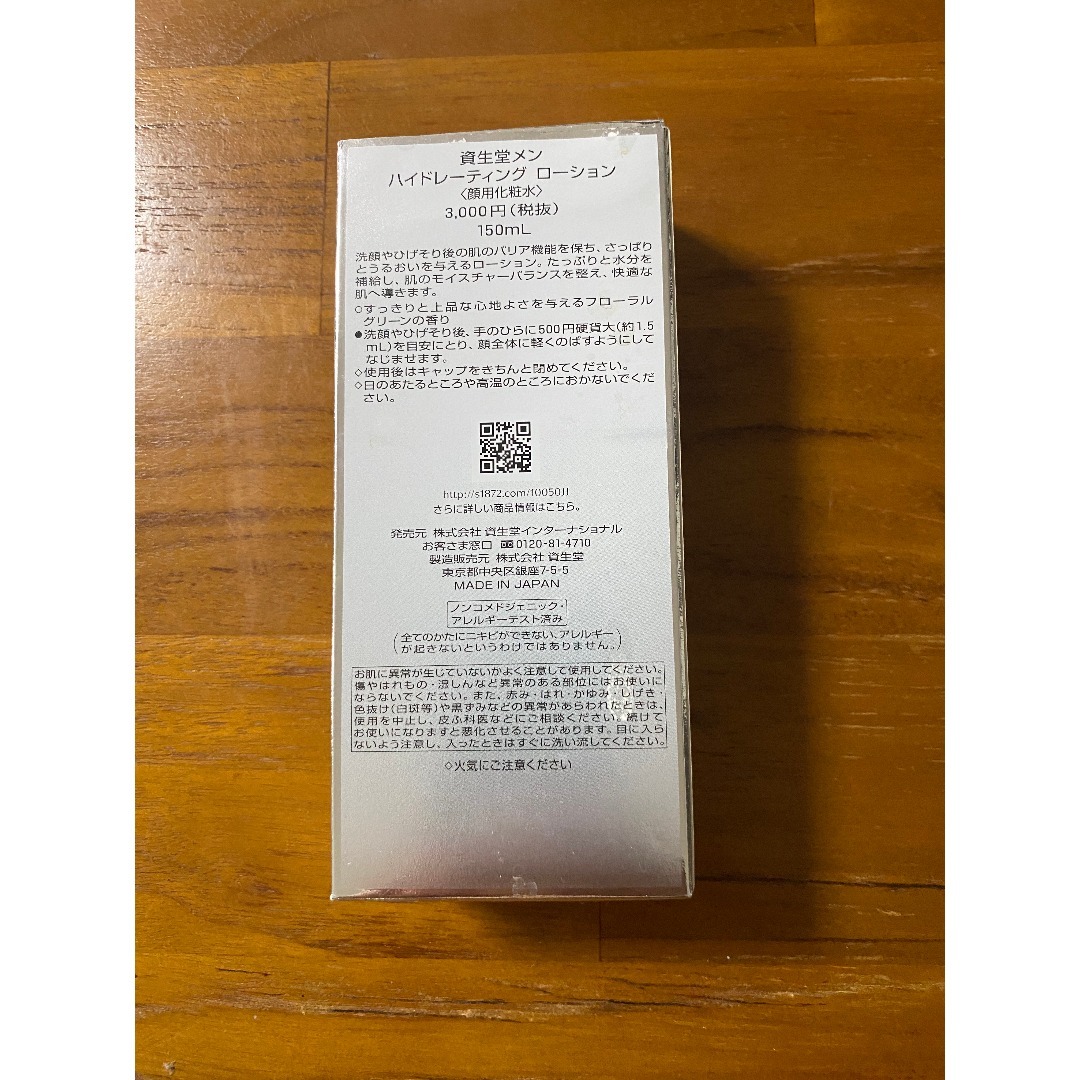 資生堂メン
ハイドレーティング ローション
〈顔用化粧水〉
3,000円(税抜)
150mL
洗顔やひげそり後の肌のバリア機能を保ち、さっぱり
とうるおいを与えるローション。たっぷりと水分を
補給し、肌のモイスチャーバランスを整え、快適な
肌へ導きます。
○すっきりと上品な心地よさを与えるフローラル
グリーンの香り
●洗顔やひげそり後、手のひらに500円硬貨大(約1.5
mL)を目安にとり、顔全体に軽くのばすようにして
なじませます。
◇使用後はキャップをきちんと閉めてください。
◇日のあたるところや高温のところにおかないでくだ
さい。
さらに詳しい商品情報はこちら。
発売元 株式会社 資生堂インターナショナル
お客さま窓口 0120-81-4710
製造販売元 株式会社 資生堂
東京都中央区銀座7-5-5
MADE IN JAPAN
ノンコメドジェニック・
アレルギーテスト済み
(全てのかたにニキビができない、アレルギー
が起きないというわけではありません。)
お肌に異常が生じていないかよく注意して使用してください。
傷やはれもの・湿しんなど異常のある部位にはお使いに
ならないでください。また、赤み・はれ・かゆみ・しげき・
色抜け(白斑等)や黒ずみなどの異常があらわれたときは、
使用を中止し、皮ふ科医などにご相談ください。続けて
お使いになりますと悪化させることがあります。目に入ら
ないよう注意し、入ったときはすぐに洗い流してください。
◇火気にご注意ください